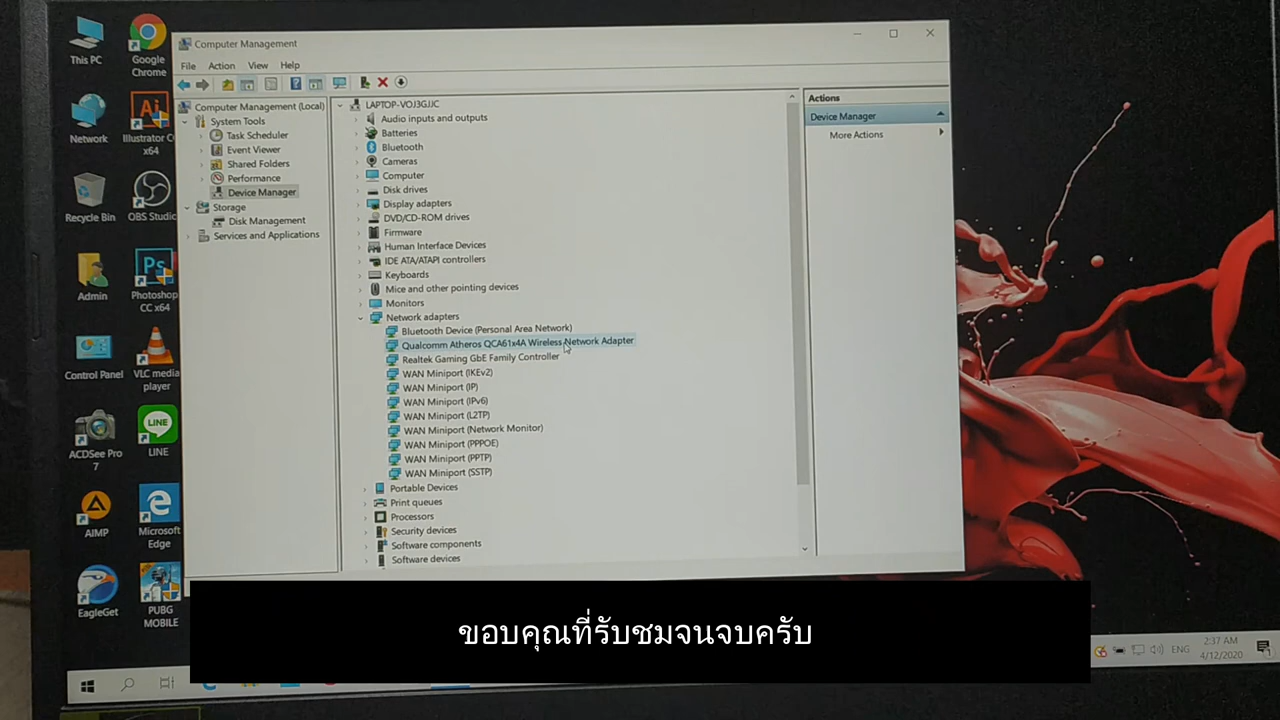 This PC
Google
Chrome
Network
Illustrator C
x64
Recycle Bin
OBS Studio
Admin
Photoshop
CC x64
Control Panel
VLC media
player
ACDSee Pro
7
LINE
LINE
AIMP
Microsoft
Edge
EagleGet
PUBG
MOBILE
Computer Management
File Action View Help
Computer Management (Local)
System Tools
Task Scheduler
Event Viewer
Shared Folders
Performance
Device Manager
Storage
Disk Management
Services and Applications
LAPTOP-VOJ3GJJC
Audio inputs and outputs
Batteries
Bluetooth
Cameras
Computer
Disk drives
Display adapters
DVD/CD-ROM drives
Firmware
Human Interface Devices
IDE ATA/ATAPI controllers
Keyboards
Mice and other pointing devices
Monitors
Network adapters
Bluetooth Device (Personal Area Network)
Qualcomm Atheros QCA61x4A Wireless Network Adapter
Realtek Gaming GbE Family Controller
WAN Miniport (IKEv2)
WAN Miniport (IP)
WAN Miniport (IPv6)
WAN Miniport (L2TP)
WAN Miniport (Network Monitor)
WAN Miniport (PPPOE)
WAN Miniport (PPTP)
WAN Miniport (SSTP)
Portable Devices
Print queues
Processors
Security devices
Software components
Software devices
Actions
Device Manager
More Actions
ขอบคุณที่รับชมจนจบครับ
ENG
2:37 AM
4/12/2020